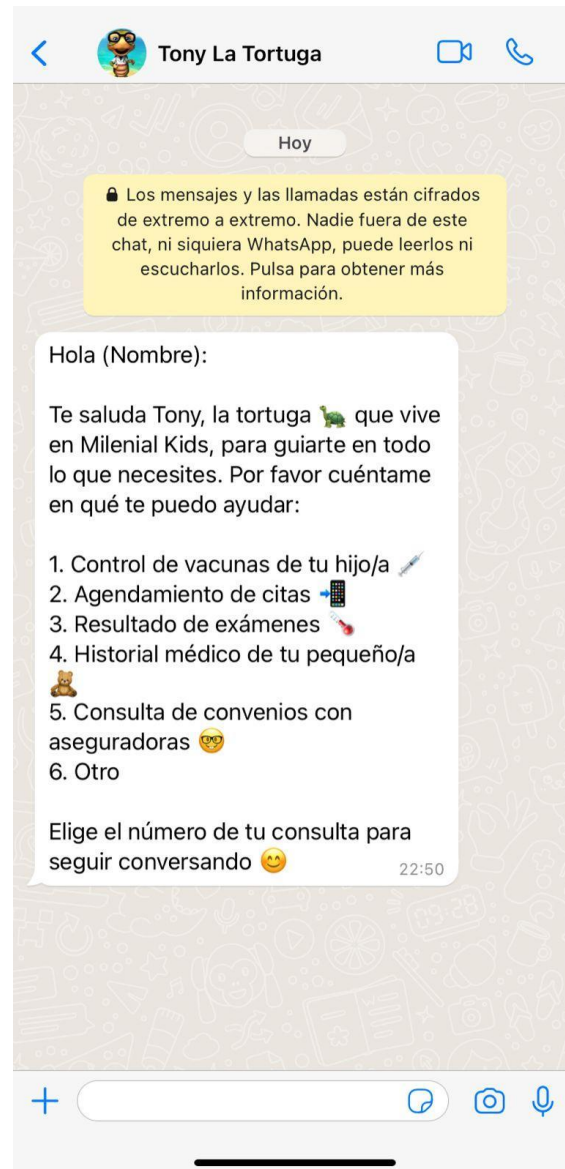 Tony La Tortuga
Hoy
🔒 Los mensajes y las llamadas están cifrados
de extremo a extremo. Nadie fuera de este
chat, ni siquiera WhatsApp, puede leerlos ni
escucharlos. Pulsa para obtener más
información.
Hola (Nombre):
Te saluda Tony, la tortuga 🐢 que vive
en Milenial Kids, para guiarte en todo
lo que necesites. Por favor cuéntame
en qué te puedo ayudar:
1. Control de vacunas de tu hijo/a 💉
2. Agendamiento de citas 📲
3. Resultado de exámenes 🌡️
4. Historial médico de tu pequeño/a
🧸
5. Consulta de convenios con
aseguradoras 🤓
6. Otro
Elige el número de tu consulta para
seguir conversando 😊
22:50